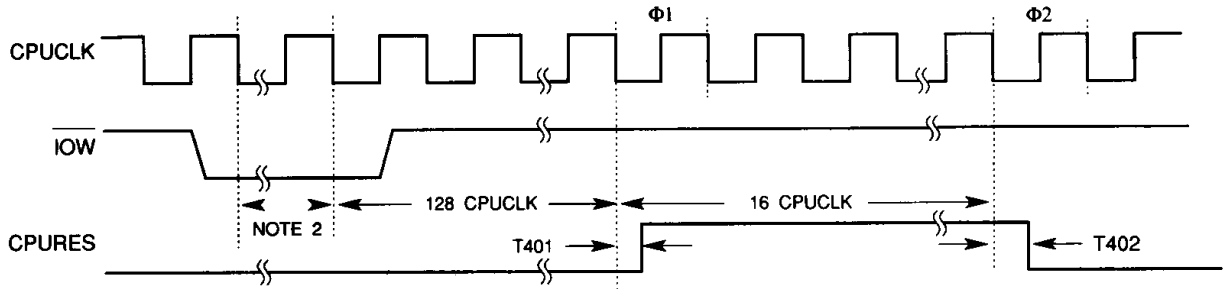 Φ1
Φ2
CPUCLK
IOW
128 CPUCLK
16 CPUCLK
NOTE 2
CPURES
T401
T402